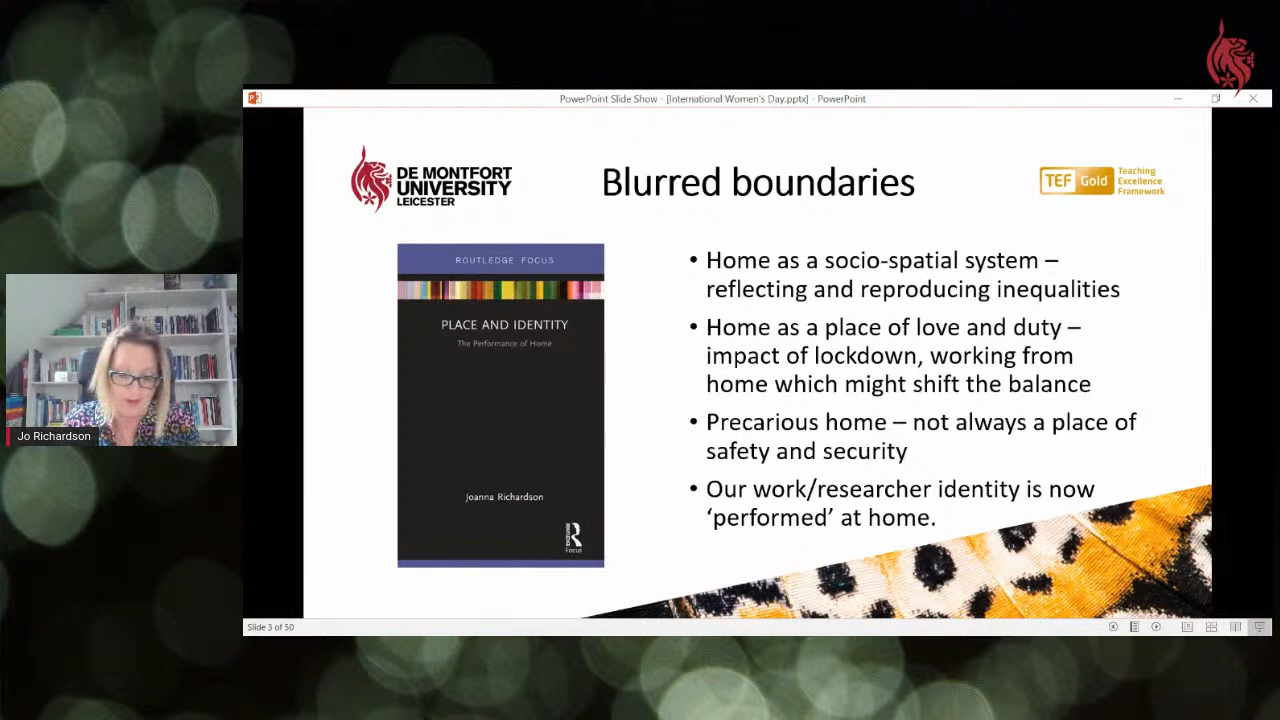 PowerPoint Slide Show - [International Women's Day.pptx] - PowerPoint
DE MONTFORT
UNIVERSITY
LEICESTER
Blurred boundaries
TEF Gold
Teaching
Excellence
Framework
ROUTLEDGE FOCUS
PLACE AND IDENTITY
The Performance of Home
Joanna Richardson
R
ROUTLEDGE
Focus
• Home as a socio-spatial system –
reflecting and reproducing inequalities
• Home as a place of love and duty –
impact of lockdown, working from
home which might shift the balance
• Precarious home – not always a place of
safety and security
• Our work/researcher identity is now
‘performed’ at home.
Jo Richardson
Slide 3 of 50